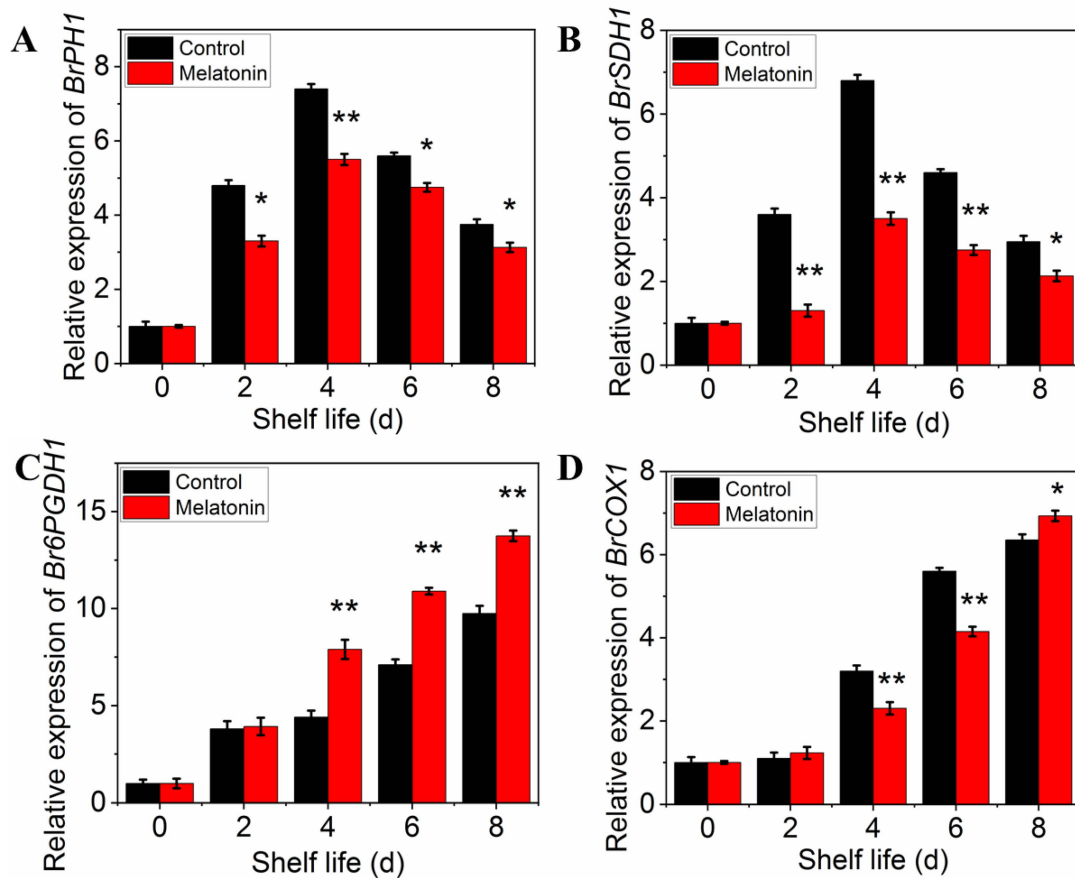 A
Relative expression of BrPH1
Control
Melatonin
8
6
4
2
0
*
**
*
*
0 2 4 6 8
Shelf life (d)
B
Relative expression of BrSDH1
Control
Melatonin
8
6
4
2
0
**
**
**
*
0 2 4 6 8
Shelf life (d)
C
Relative expression of Br6PGDH1
Control
Melatonin
15
10
5
0
**
**
**
0 2 4 6 8
Shelf life (d)
D
Relative expression of BrCOX1
Control
Melatonin
8
6
4
2
0
**
**
*
0 2 4 6 8
Shelf life (d)